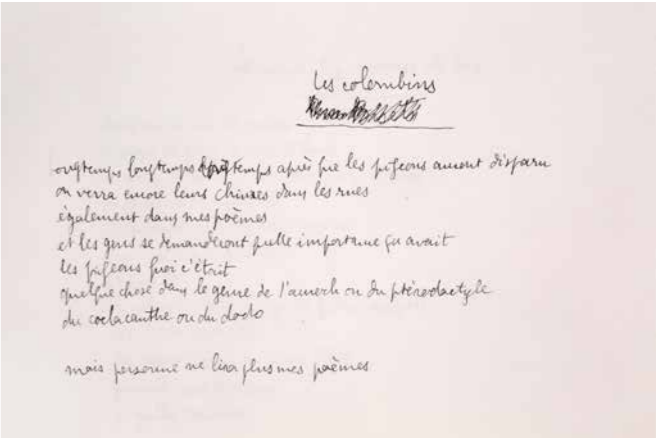 les colombins
ongtemps longtemps longtemps après que les pigeons auront disparu
on verra encore leurs chiures dans les rues
également dans mes poèmes
et les gens se demanderont quelle importance ça avait
les pigeons quoi c'était
quelque chose dans le genre de l'auroch ou du ptérodactyle
du coelacanthe ou du dodo
mais personne ne lira plus mes poèmes